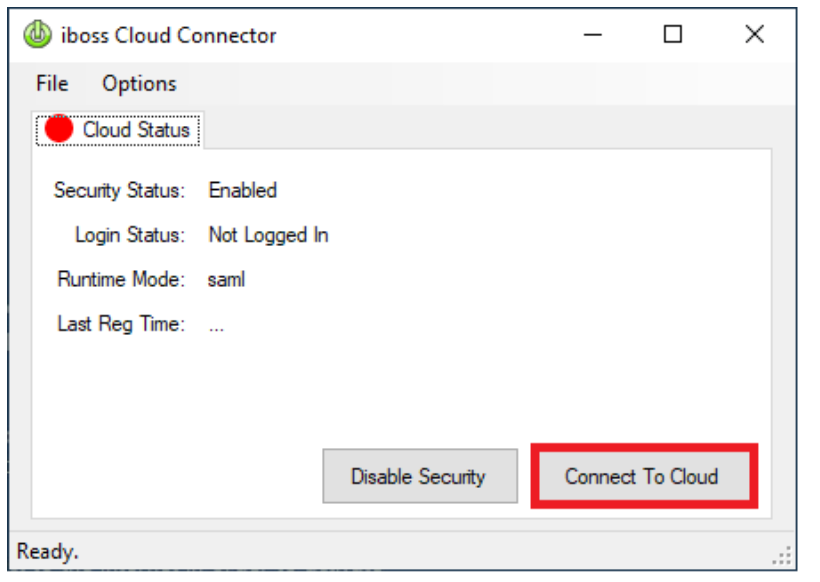 iboss Cloud Connector
File Options
Cloud Status
Security Status: Enabled
Login Status: Not Logged In
Runtime Mode: saml
Last Reg Time: ...
Disable Security Connect To Cloud
Ready.